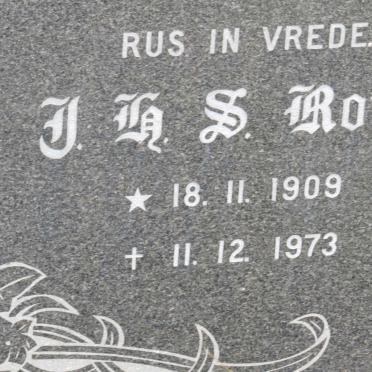 RUS IN VREDE.
J. H. S. Ro
★ 18. 11. 1909
✝ 11. 12. 1973